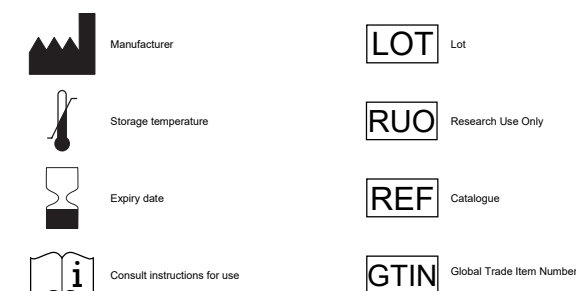 Manufacturer
LOT Lot
Storage temperature
RUO Research Use Only
Expiry date
REF Catalogue
i Consult instructions for use
GTIN Global Trade Item Number